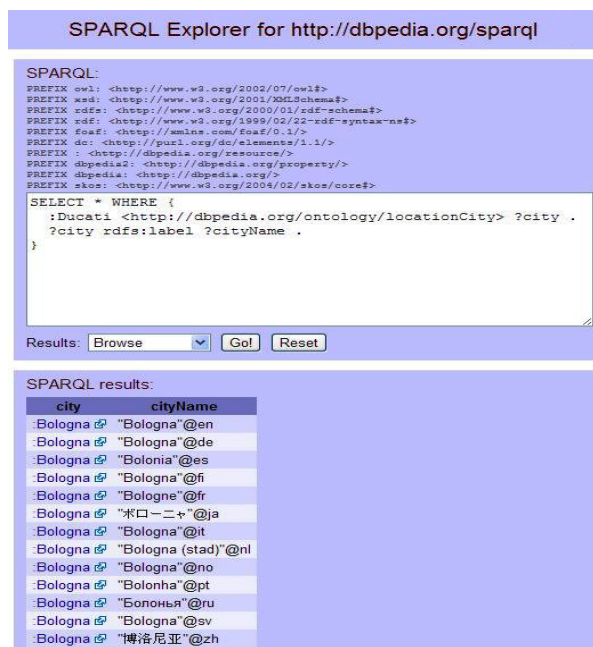 SPARQL Explorer for http://dbpedia.org/sparql
SPARQL:
PREFIX owl: <http://www.w3.org/2002/07/owl#>
PREFIX xsd: <http://www.w3.org/2001/XMLSchema#>
PREFIX rdfs: <http://www.w3.org/2000/01/rdf-schema#>
PREFIX rdf: <http://www.w3.org/1999/02/22-rdf-syntax-ns#>
PREFIX foaf: <http://xmlns.com/foaf/0.1/>
PREFIX dc: <http://purl.org/dc/elements/1.1/>
PREFIX : <http://dbpedia.org/resource/>
PREFIX dbpedia2: <http://dbpedia.org/property/>
PREFIX dbpedia: <http://dbpedia.org/>
PREFIX skos: <http://www.w3.org/2004/02/skos/core#>
SELECT * WHERE {
:Ducati <http://dbpedia.org/ontology/locationCity> ?city .
?city rdfs:label ?cityName .
}
Results: Browse Go! Reset
SPARQL results:
city cityName
:Bologna "Bologna"@en
:Bologna "Bologna"@de
:Bologna "Bolonia"@es
:Bologna "Bologna"@fi
:Bologna "Bologne"@fr
:Bologna "ボローニャ"@ja
:Bologna "Bologna"@it
:Bologna "Bologna (stad)"@nl
:Bologna "Bologna"@no
:Bologna "Bolonha"@pt
:Bologna "Болонья"@ru
:Bologna "Bologna"@sv
:Bologna "博洛尼亚"@zh